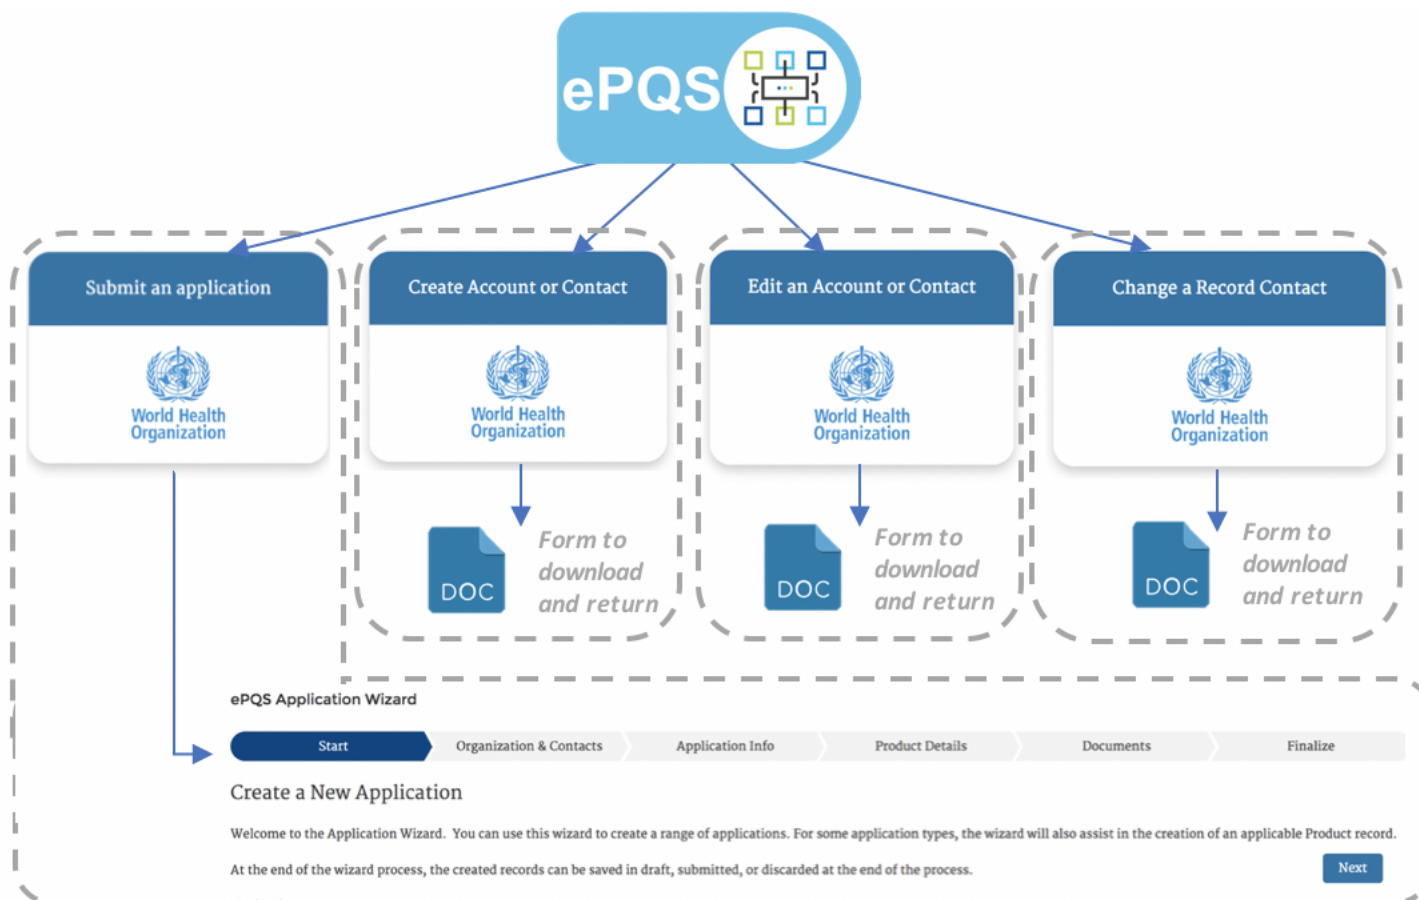 ePQS
Submit an application
Create Account or Contact
Edit an Account or Contact
Change a Record Contact
World Health
Organization
World Health
Organization
World Health
Organization
World Health
Organization
DOC
Form to
download
and return
DOC
Form to
download
and return
DOC
Form to
download
and return
ePQS Application Wizard
Start
Organization & Contacts
Application Info
Product Details
Documents
Finalize
Create a New Application
Welcome to the Application Wizard. You can use this wizard to create a range of applications. For some application types, the wizard will also assist in the creation of an applicable Product record.
At the end of the wizard process, the created records can be saved in draft, submitted, or discarded at the end of the process.
Next